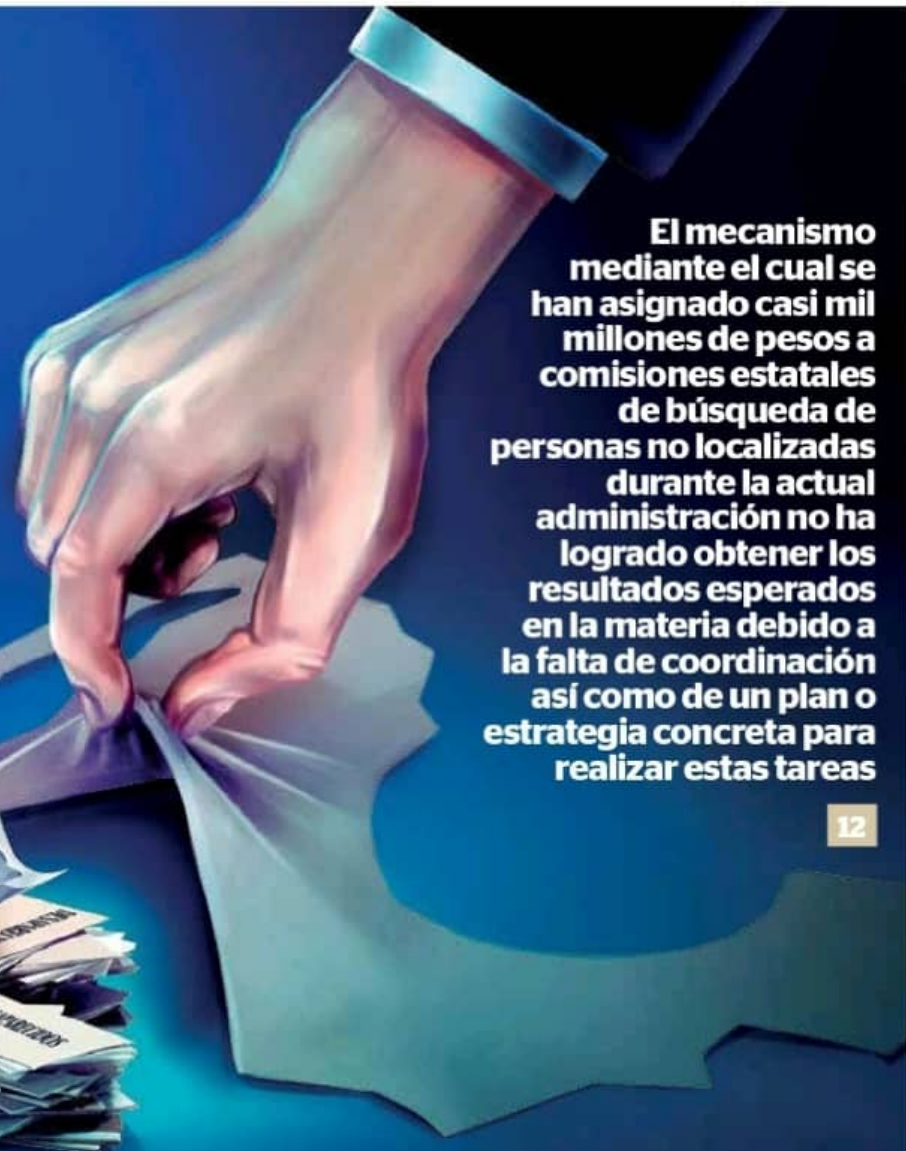 El mecanismo
mediante el cual se
han asignado casi mil
millones de pesos a
comisiones estatales
de búsqueda de
personas no localizadas
durante la actual
administración no ha
logrado obtener los
resultados esperados
en la materia debido a
la falta de coordinación
así como de un plan o
estrategia concreta para
realizar estas tareas
12